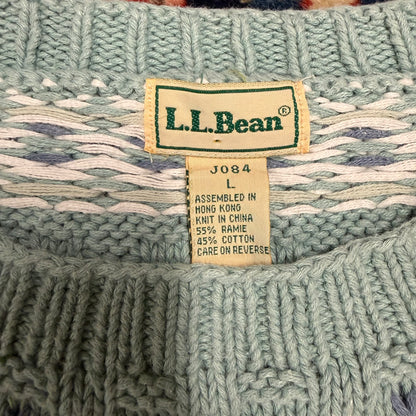 L.L.Bean®
J084
L
ASSEMBLED IN
HONG KONG
KNIT IN CHINA
55% RAMIE
45% COTTON
CARE ON REVERSE